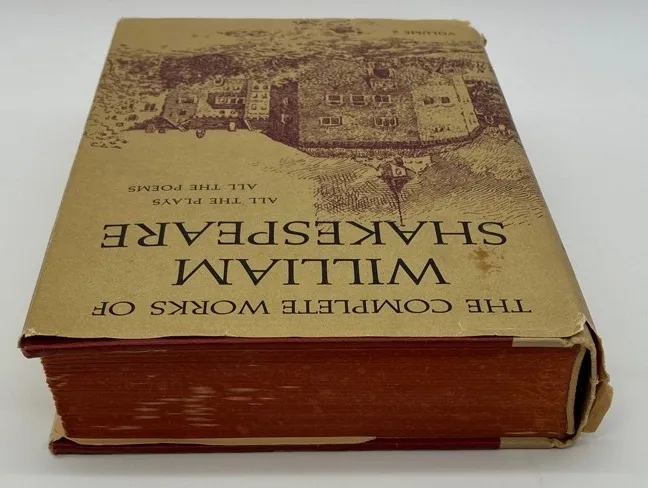 THE COMPLETE WORKS OF
WILLIAM
SHAKESPEARE
ALL THE PLAYS
ALL THE POEMS
VOLUME 2